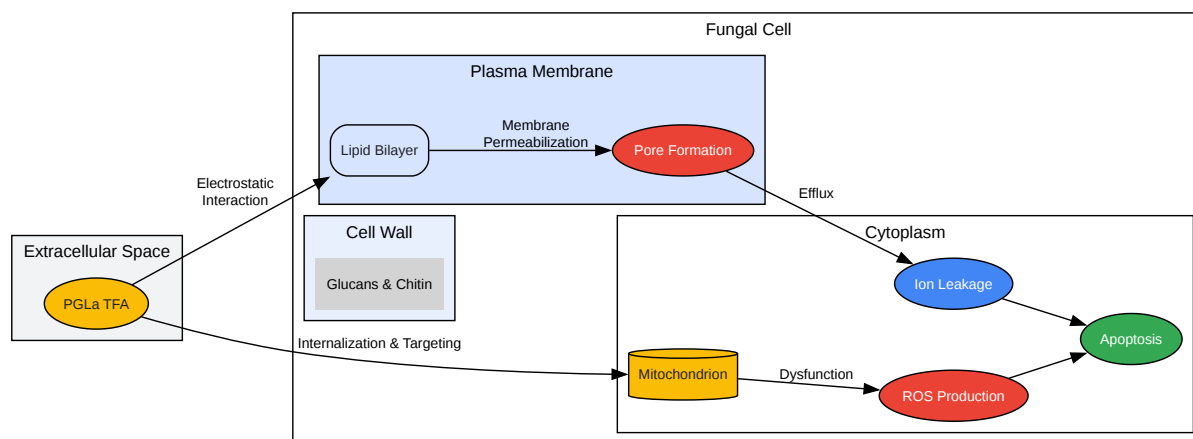 Fungal Cell
Plasma Membrane
Lipid Bilayer
Membrane
Permeabilization
Pore Formation
Electrostatic
Interaction
Efflux
Cell Wall
Glucans & Chitin
Extracellular Space
PGLa TFA
Cytoplasm
Ion Leakage
Internalization & Targeting
Apoptosis
Mitochondrion
Dysfunction
ROS Production